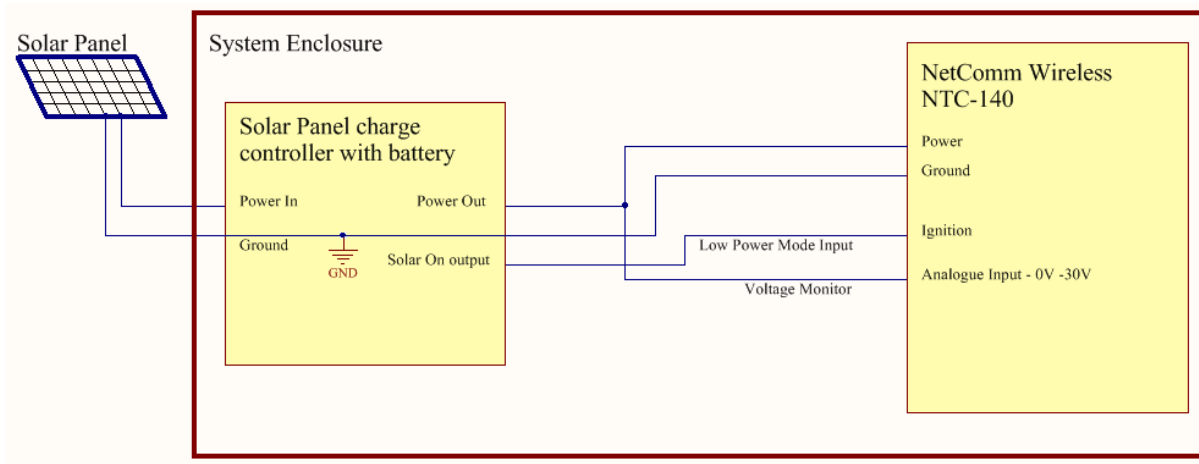 Solar Panel
System Enclosure
NetComm Wireless
NTC-140
Solar Panel charge
controller with battery
Power
Ground
Power In
Power Out
Ignition
Ground
Low Power Mode Input
Solar On output
GND
Analogue Input - 0V -30V
Voltage Monitor